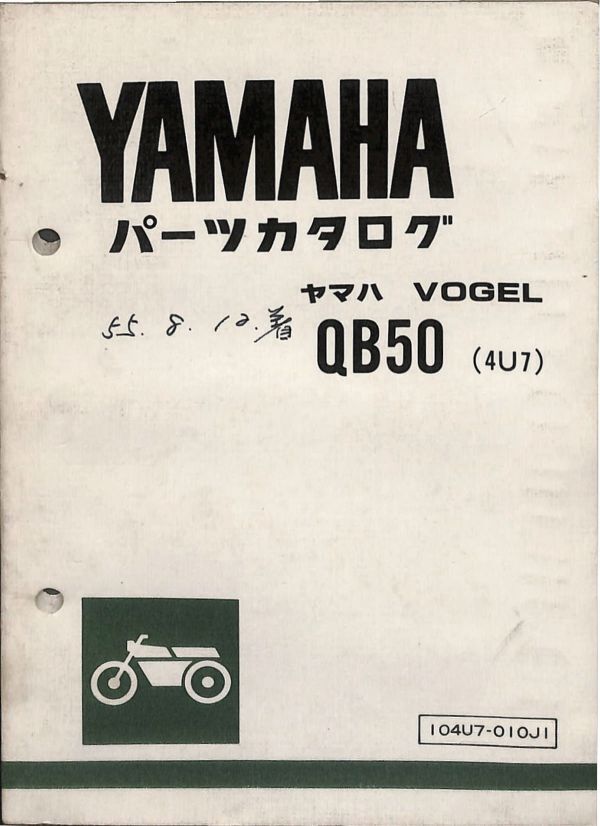 YAMAHA
パーツカタログ
ヤマハ VOGEL
55. 8. 12. 着
QB50 (4U7)
104U7-010J1